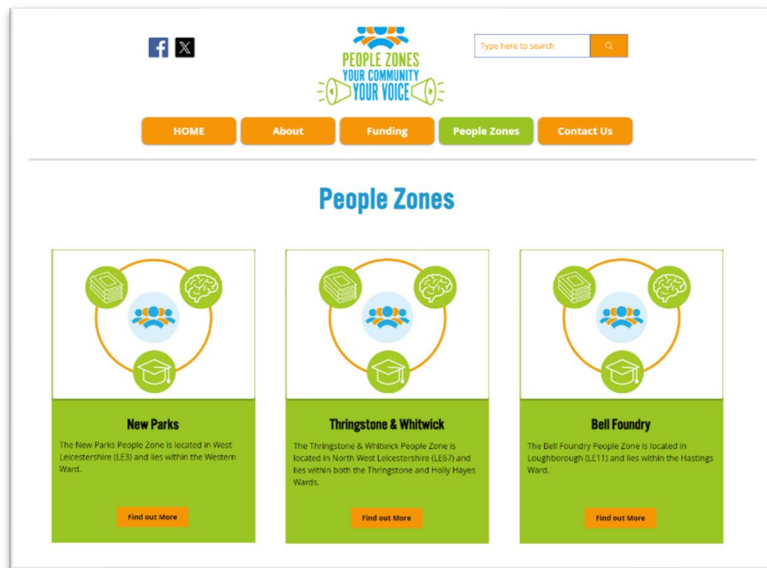 PEOPLE ZONES
YOUR COMMUNITY
YOUR VOICE
Type here to search
HOME
About
Funding
People Zones
Contact Us
People Zones
New Parks
The New Parks People Zone is located in West
Leicestershire (LE3) and lies within the Western
Ward.
Find out More
Thringstone & Whitwick
The Thringstone & Whitwick People Zone is
located in North West Leicestershire (LE67) and
lies within both the Thringstone and Holly Hayes
Wards.
Find out More
Bell Foundry
The Bell Foundry People Zone is located in
Loughborough (LE11) and lies within the Hastings
Ward.
Find out More